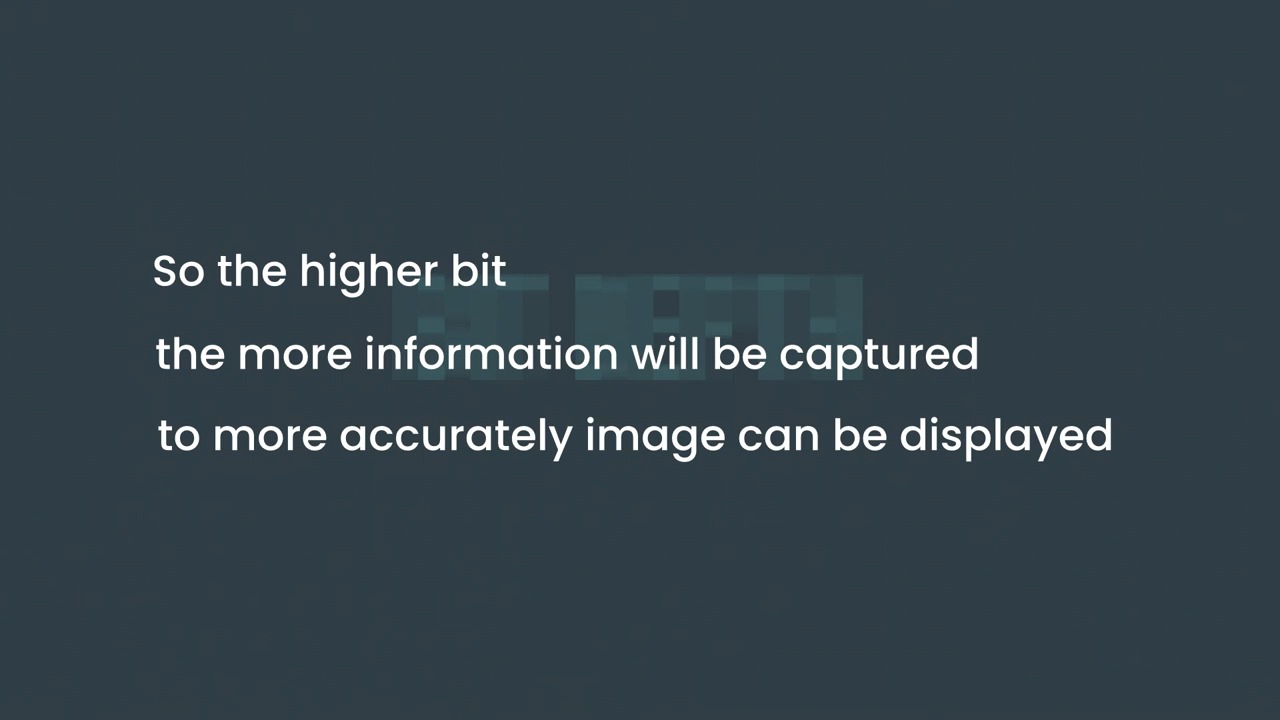 So the higher bit
the more information will be captured
to more accurately image can be displayed